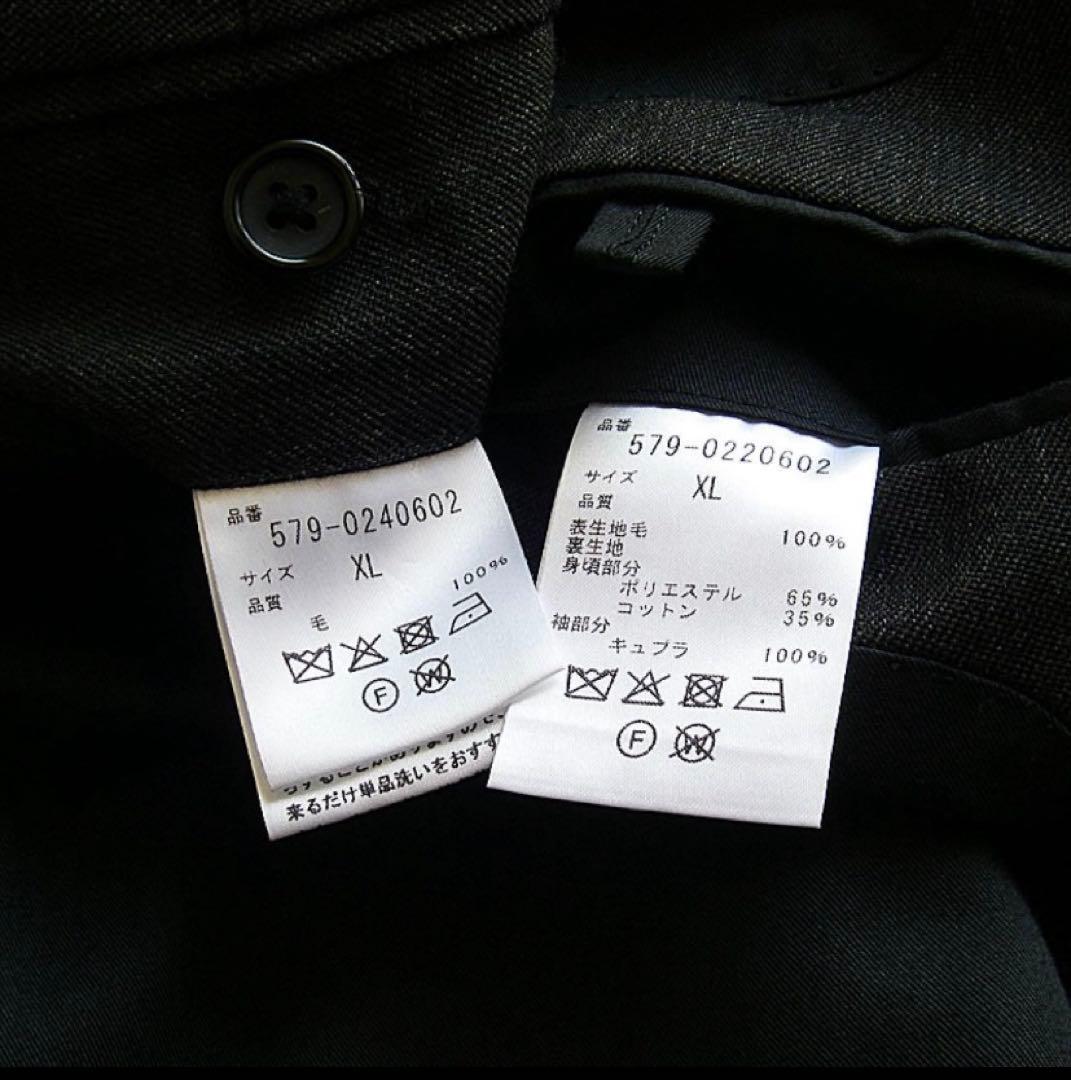 品番
579-0240602
サイズ XL
品質
毛 100%
F W
来るだけ単品洗いをおすす
品番
579-0220602
サイズ XL
品質
表生地毛 100%
裏生地
身頃部分
ポリエステル 65%
コットン 35%
袖部分
キュプラ 100%
F W